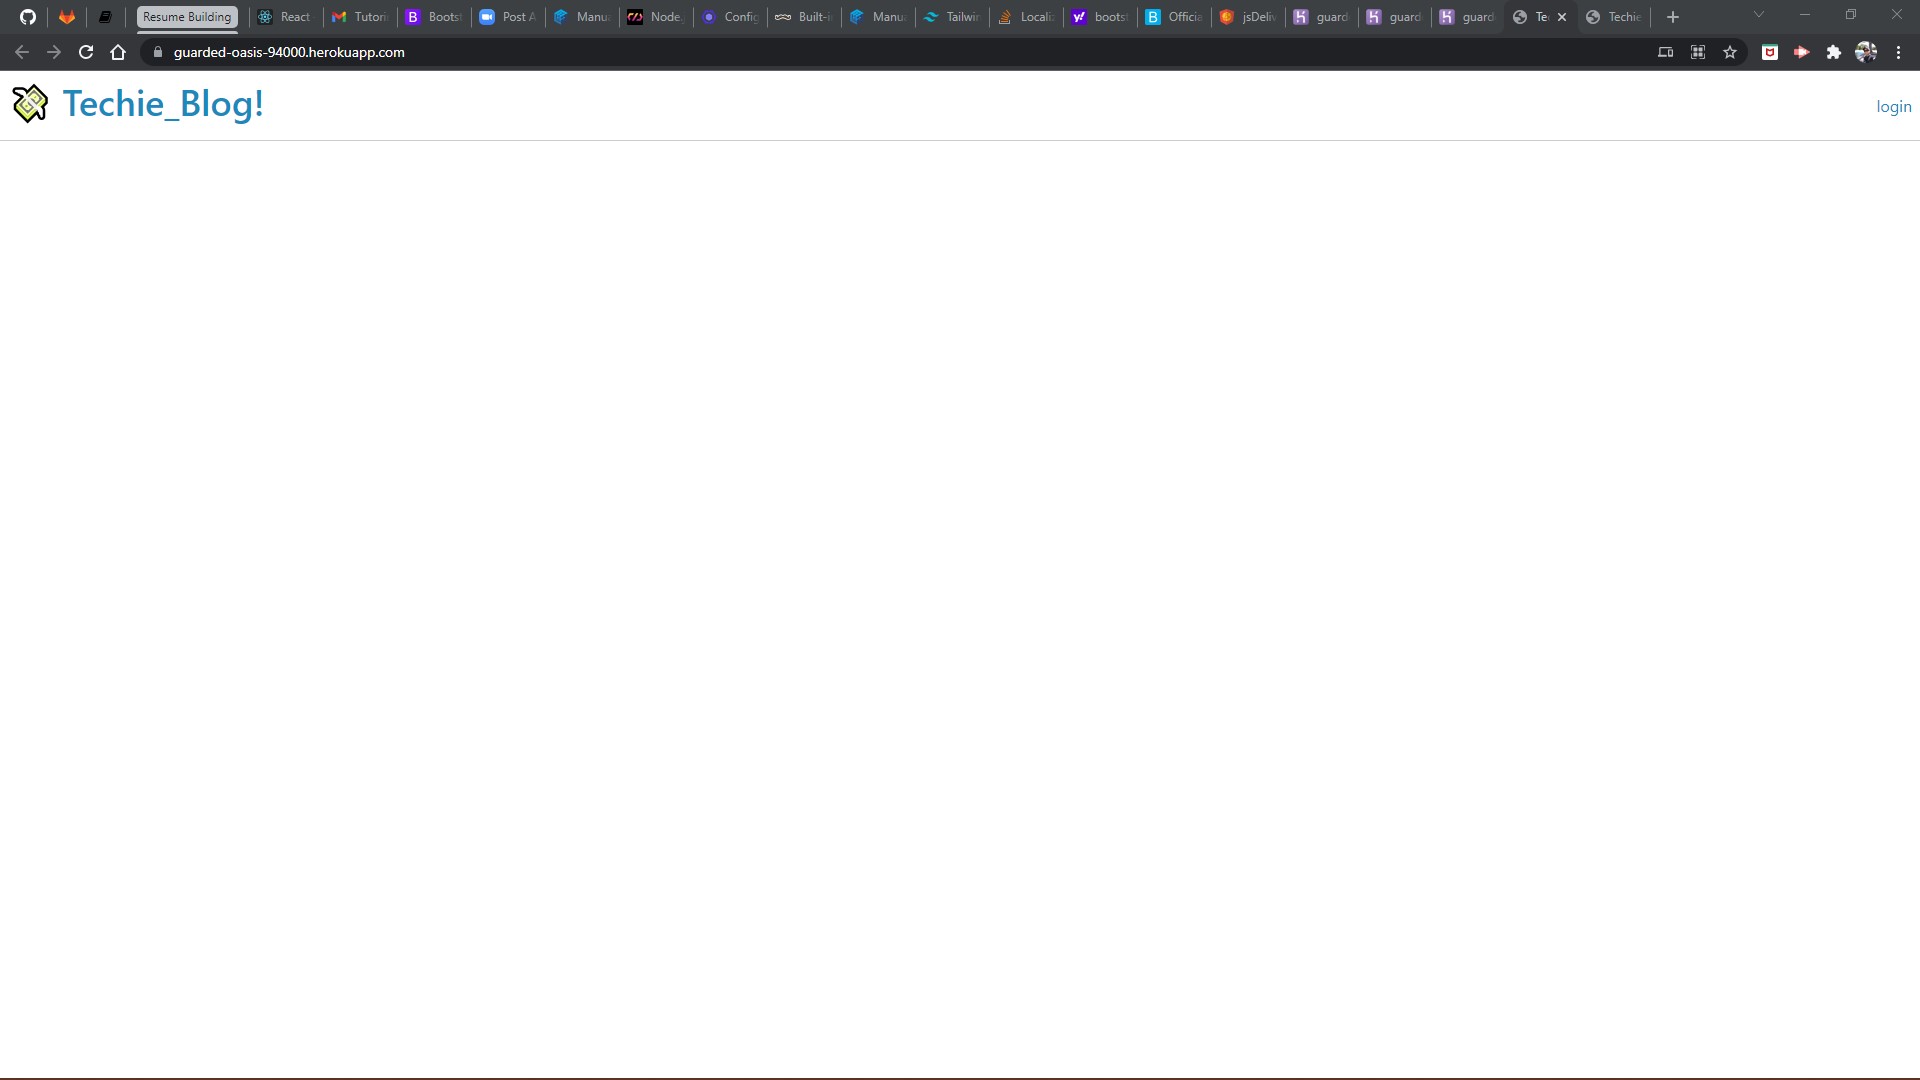 Resume Building
React
Tutori
Boots
Post A
Manu
Node.
Config
Built-i
Manu
Tailwin
Locali
boots
Officia
jsDeliv
guard
guard
guard
Te
Techie
guarded-oasis-94000.herokuapp.com
Techie_Blog!
login